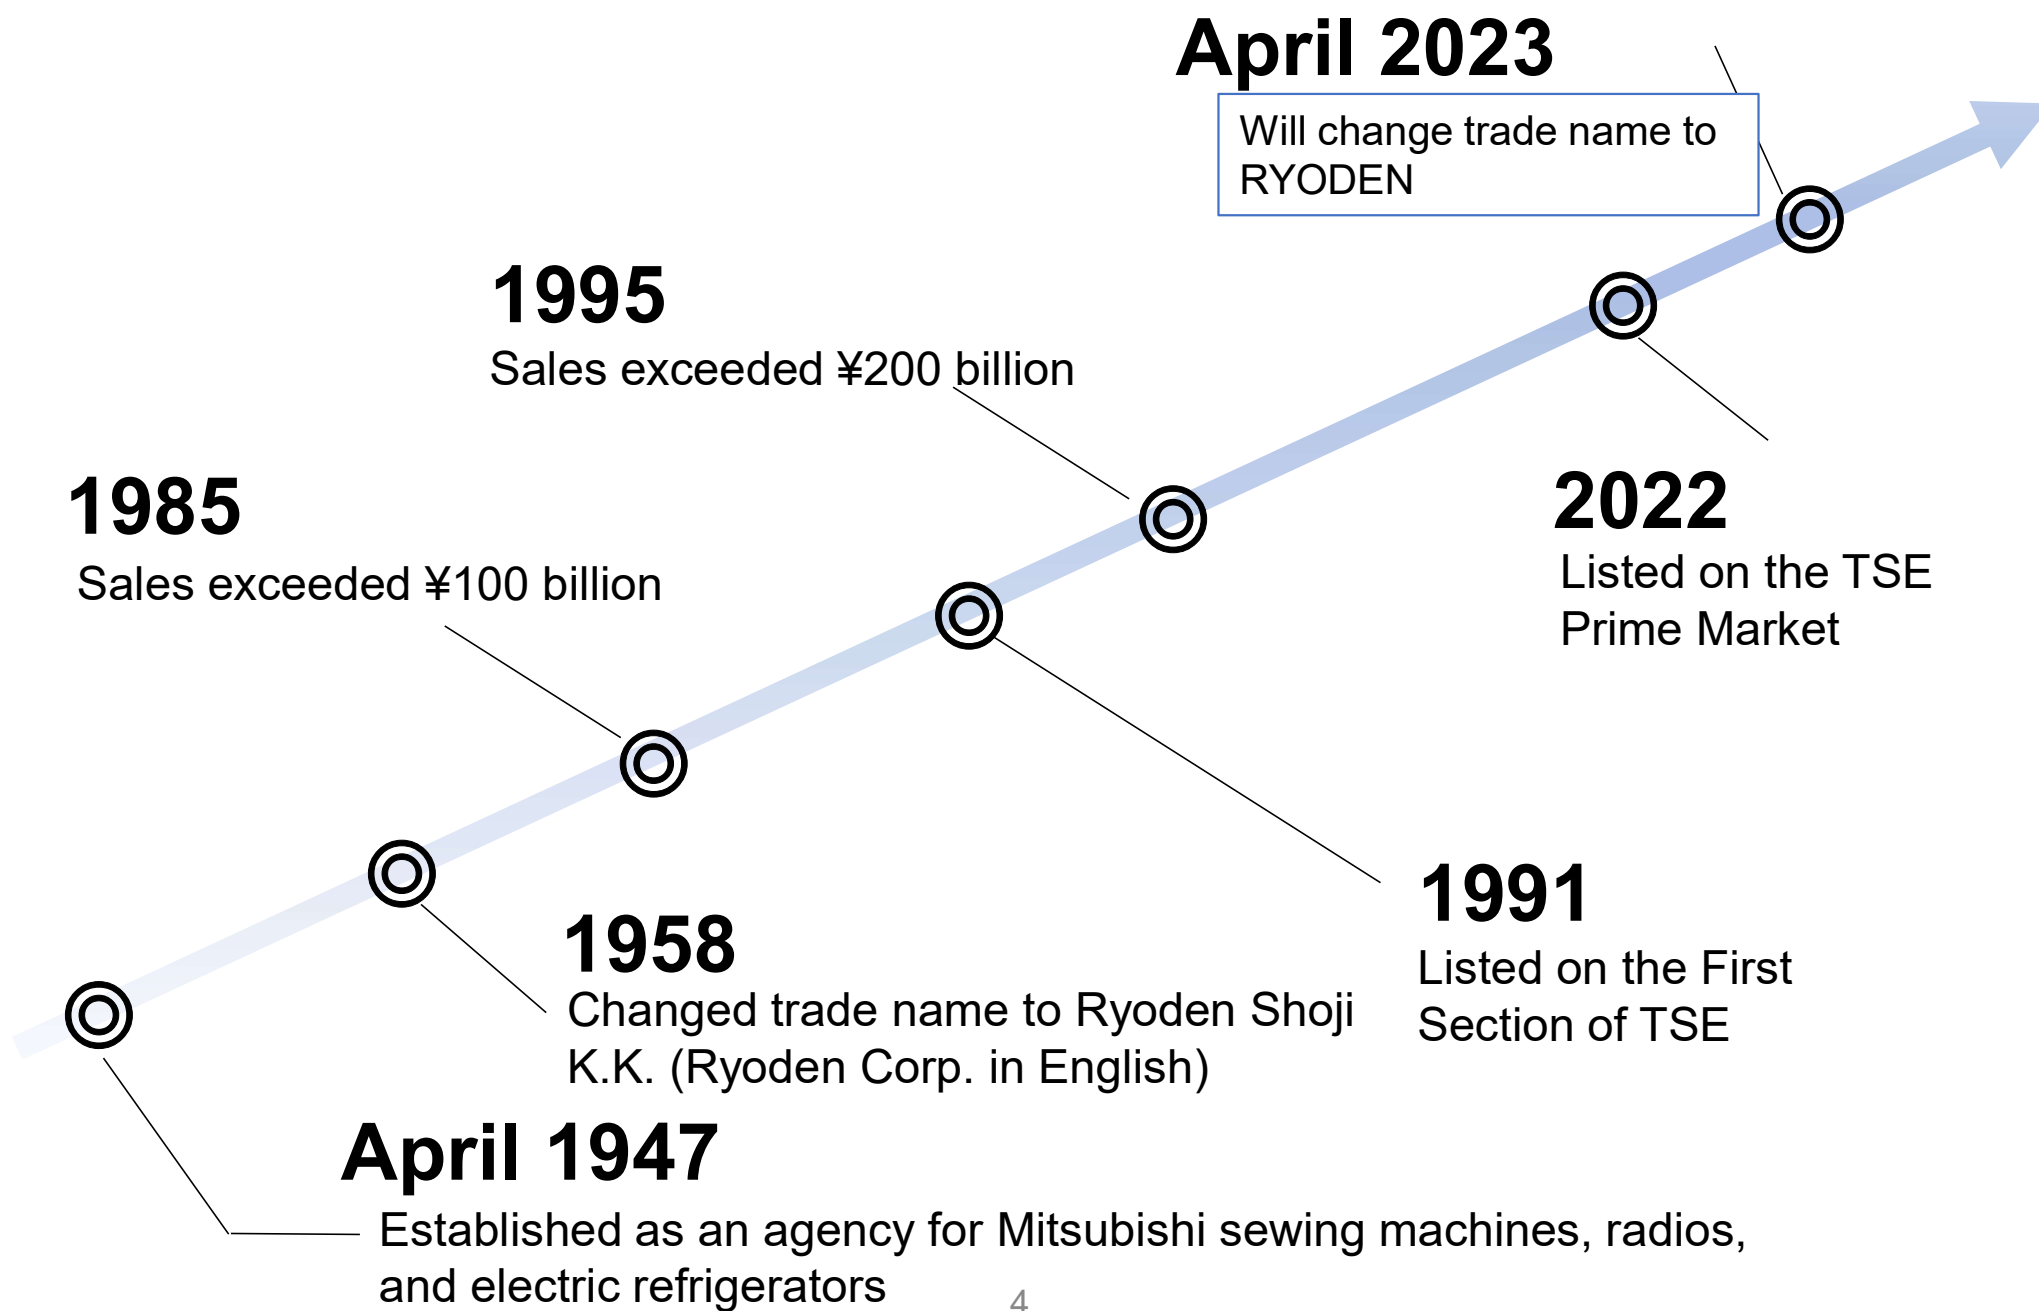 April 2023
Will change trade name to
RYODEN
1995
Sales exceeded ¥200 billion
1985
Sales exceeded ¥100 billion
2022
Listed on the TSE
Prime Market
1991
Listed on the First
Section of TSE
1958
Changed trade name to Ryoden Shoji
K.K. (Ryoden Corp. in English)
April 1947
Established as an agency for Mitsubishi sewing machines, radios,
and electric refrigerators
4